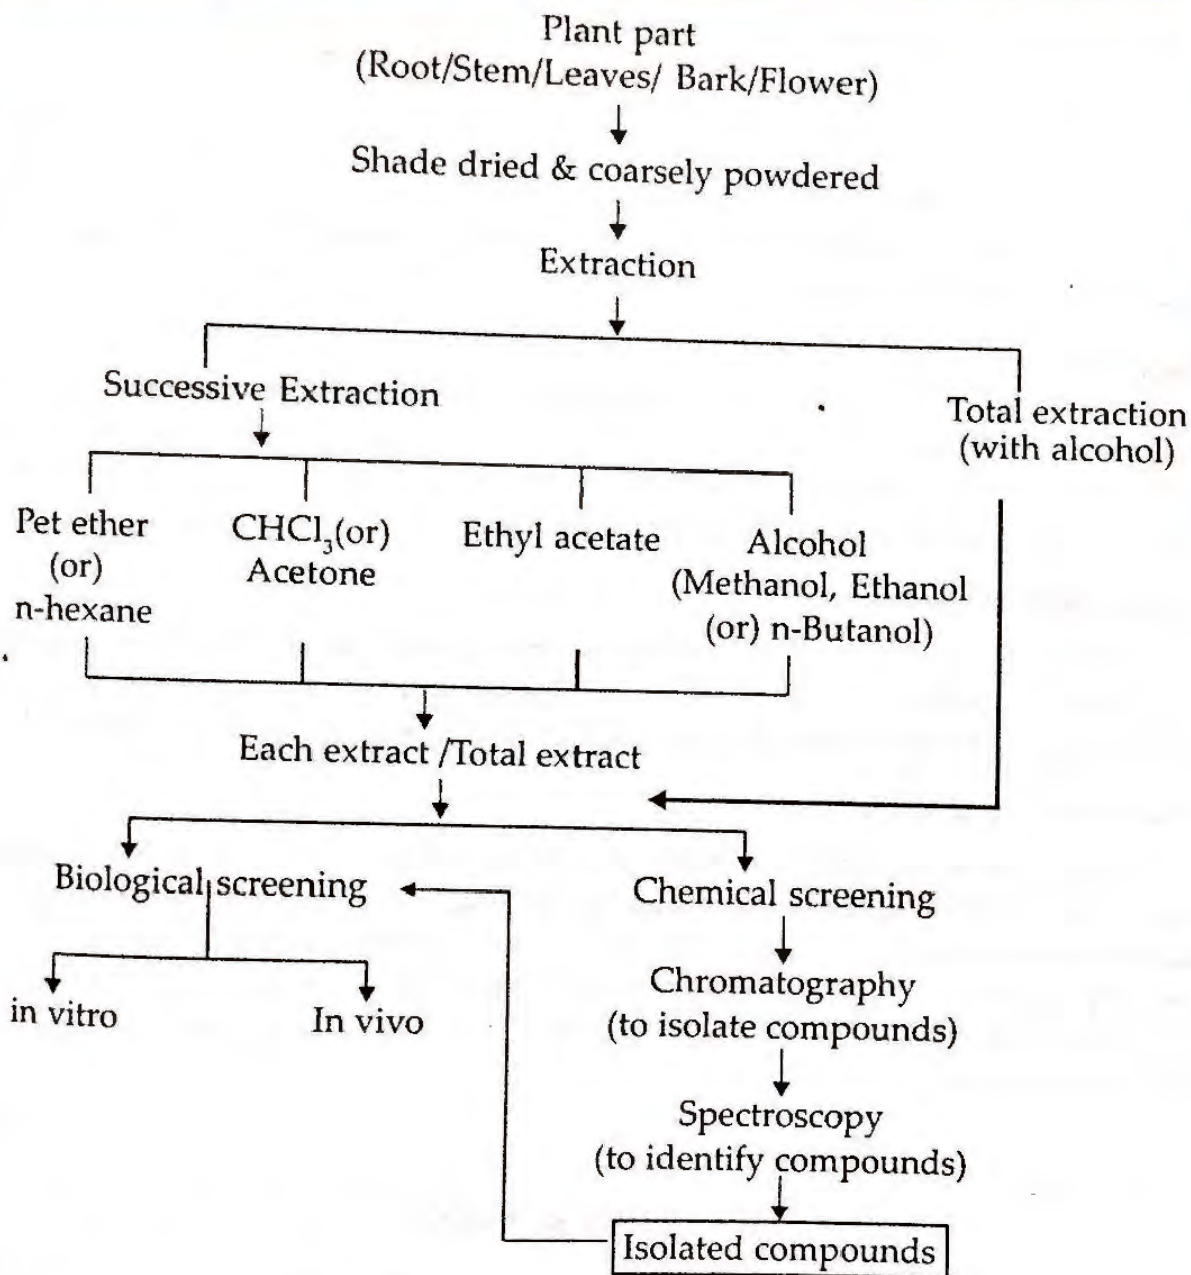 Plant part
(Root/Stem/Leaves/ Bark/Flower)
Shade dried & coarsely powdered
Extraction
Successive Extraction
Total extraction
(with alcohol)
Pet ether
(or)
n-hexane
CHCl₃(or)
Acetone
Ethyl acetate
Alcohol
(Methanol, Ethanol
(or) n-Butanol)
Each extract /Total extract
Biological screening
Chemical screening
in vitro
In vivo
Chromatography
(to isolate compounds)
Spectroscopy
(to identify compounds)
Isolated compounds